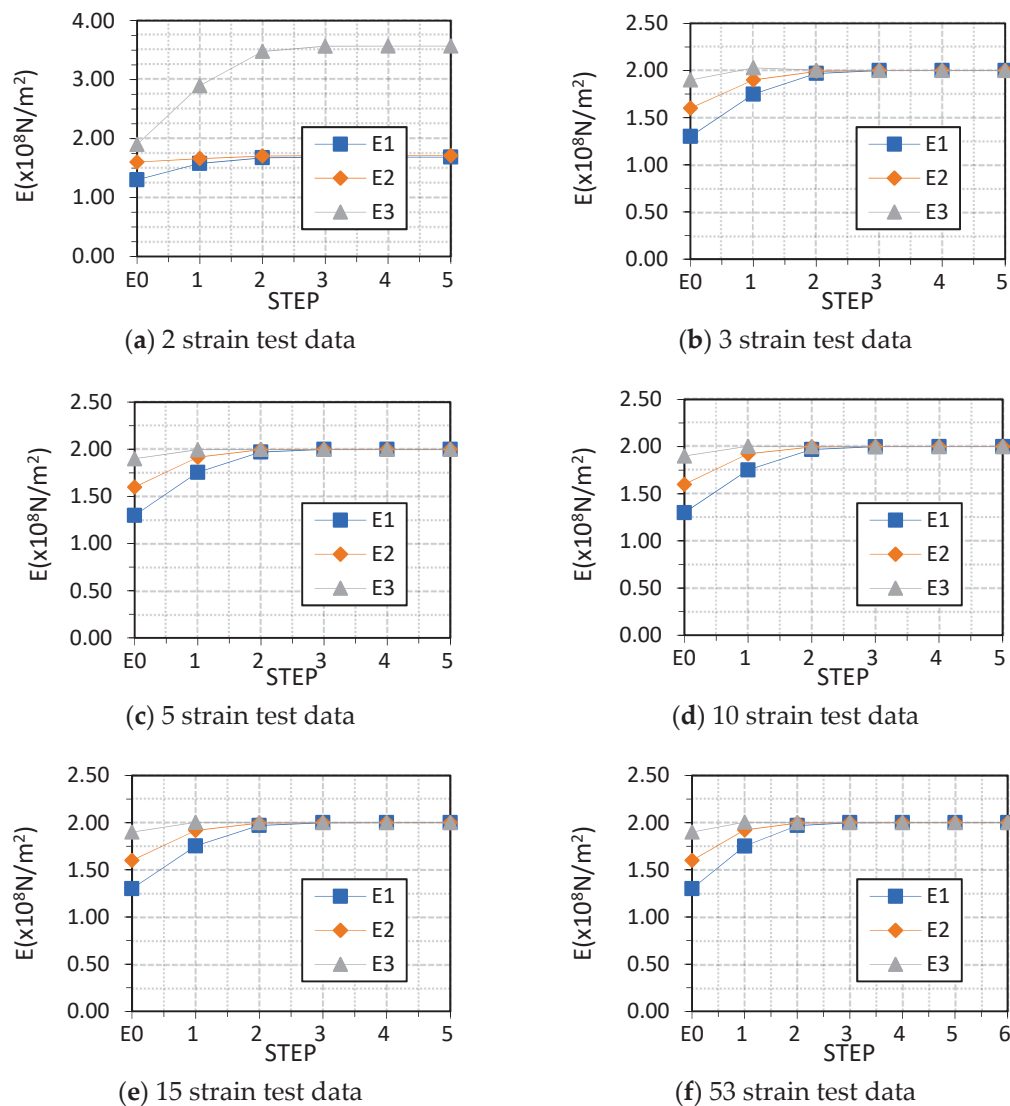 4.00
3.00
2.00
1.00
0.00
E(x10⁸N/m²)
E1
E2
E3
E0 1 2 3 4 5
STEP
(a) 2 strain test data
2.50
2.00
1.50
1.00
0.50
0.00
E(x10⁸N/m²)
E1
E2
E3
E0 1 2 3 4 5
STEP
(b) 3 strain test data
2.50
2.00
1.50
1.00
0.50
0.00
E(x10⁸N/m²)
E1
E2
E3
E0 1 2 3 4 5
STEP
(c) 5 strain test data
2.50
2.00
1.50
1.00
0.50
0.00
E(x10⁸N/m²)
E1
E2
E3
E0 1 2 3 4 5
STEP
(d) 10 strain test data
2.50
2.00
1.50
1.00
0.50
0.00
E(x10⁸N/m²)
E1
E2
E3
E0 1 2 3 4 5
STEP
(e) 15 strain test data
2.50
2.00
1.50
1.00
0.50
0.00
E(x10⁸N/m²)
E1
E2
E3
E0 1 2 3 4 5 6
STEP
(f) 53 strain test data